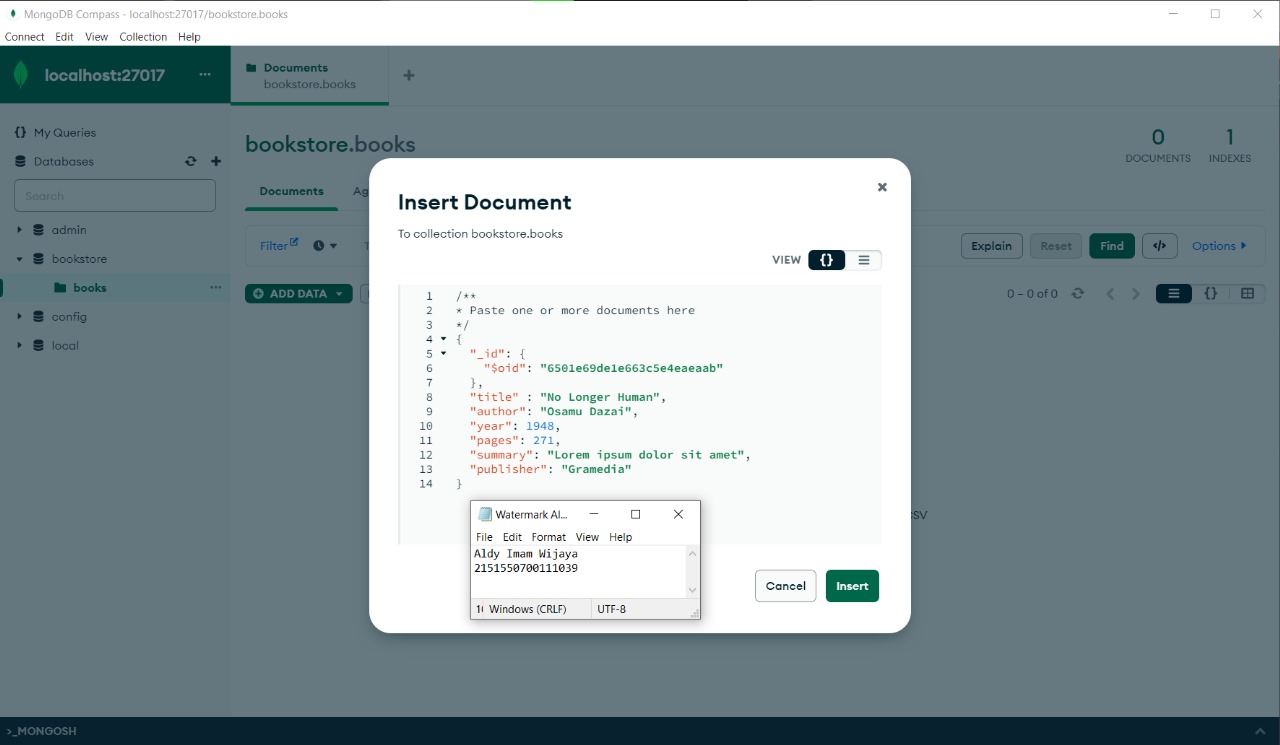 MongoDB Compass - localhost:27017/bookstore.books
Connect Edit View Collection Help
localhost:27017 ...
Documents
bookstore.books
{} My Queries
Databases
Search
admin
bookstore
books ...
config
local
bookstore.books
0
DOCUMENTS
1
INDEXES
Documents Ag
Filter
Explain Reset Find </> Options
ADD DATA
0 – 0 of 0
{}
CSV
Insert Document
To collection bookstore.books
VIEW {}
1 /**
2 * Paste one or more documents here
3 */
4 {
5 "_id": {
6 "$oid": "6501e69de1e663c5e4eaeaab"
7 },
8 "title" : "No Longer Human",
9 "author": "Osamu Dazai",
10 "year": 1948,
11 "pages": 271,
12 "summary": "Lorem ipsum dolor sit amet",
13 "publisher": "Gramedia"
14 }
Watermark Al...
File Edit Format View Help
Aldy Imam Wijaya
2151550700111039
Windows (CRLF) UTF-8
Cancel Insert
>_MONGOSH